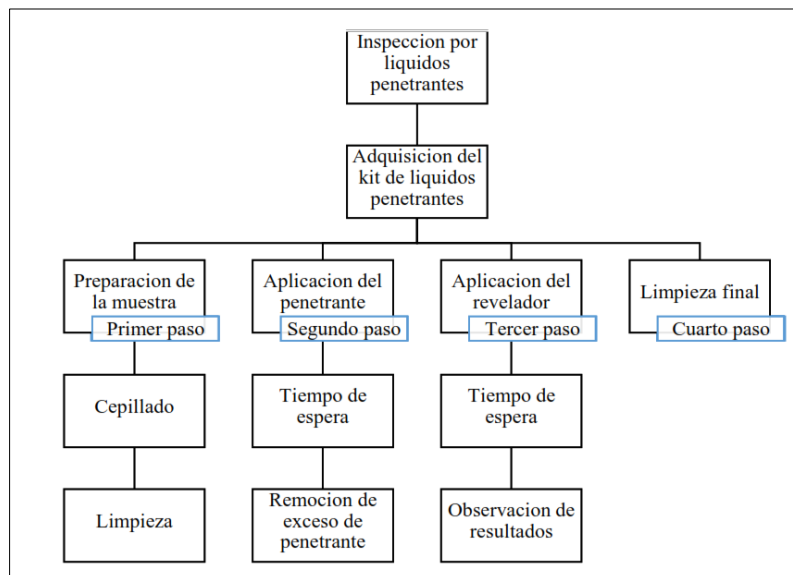 Inspeccion por
liquidos
penetrantes
Adquisicion del
kit de liquidos
penetrantes
Preparacion de
la muestra
Primer paso
Aplicacion del
penetrante
Segundo paso
Aplicacion del
revelador
Tercer paso
Limpieza final
Cuarto paso
Cepillado
Tiempo de
espera
Tiempo de
espera
Limpieza
Remocion de
exceso de
penetrante
Observacion de
resultados